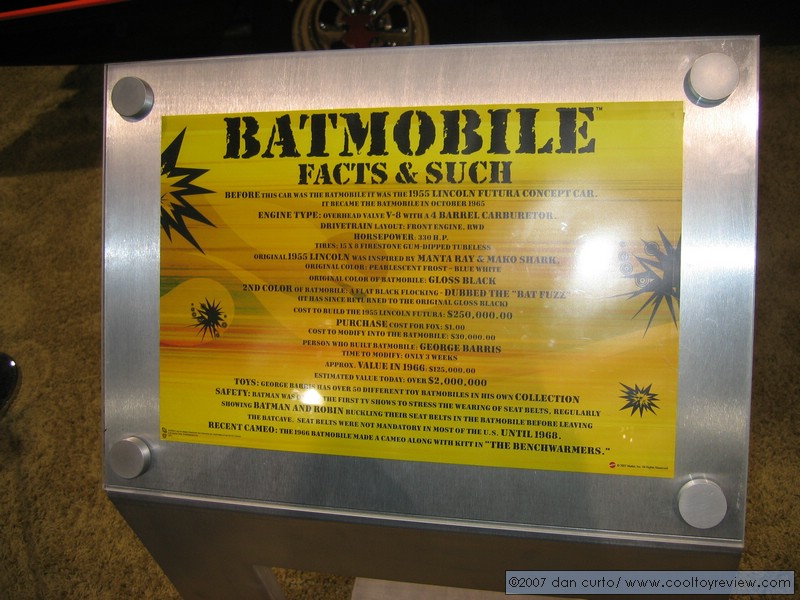 BATMOBILE™
FACTS & SUCH
BEFORE THIS CAR WAS THE BATMOBILE IT WAS THE 1955 LINCOLN FUTURA CONCEPT CAR.
IT BECAME THE BATMOBILE IN OCTOBER 1965
ENGINE TYPE: OVERHEAD VALVE V-8 WITH A 4 BARREL CARBURETOR.
DRIVETRAIN LAYOUT: FRONT ENGINE, RWD
HORSEPOWER: 330 H.P.
TIRES: 15 X 8 FIRESTONE GUM-DIPPED TUBELESS
ORIGINAL 1955 LINCOLN WAS INSPIRED BY MANTA RAY & MAKO SHARK.
ORIGINAL COLOR: PEARLESCENT FROST - BLUE WHITE
ORIGINAL COLOR OF BATMOBILE: GLOSS BLACK
2ND COLOR OF BATMOBILE: A FLAT BLACK FLOCKING - DUBBED THE "BAT FUZZ"
(IT HAS SINCE RETURNED TO THE ORIGINAL GLOSS BLACK)
COST TO BUILD THE 1955 LINCOLN FUTURA: $250,000.00
PURCHASE COST FOR FOX: $1.00
COST TO MODIFY INTO THE BATMOBILE: $30,000.00
PERSON WHO BUILT BATMOBILE: GEORGE BARRIS
TIME TO MODIFY: ONLY 3 WEEKS
APPROX. VALUE IN 1966: $125,000.00
ESTIMATED VALUE TODAY: OVER $2,000,000
TOYS: GEORGE BARRIS HAS OVER 50 DIFFERENT TOY BATMOBILES IN HIS OWN COLLECTION
SAFETY: BATMAN WAS THE FIRST TV SHOWS TO STRESS THE WEARING OF SEAT BELTS, REGULARLY
SHOWING BATMAN AND ROBIN BUCKLING THEIR SEAT BELTS IN THE BATMOBILE BEFORE LEAVING
THE BATCAVE. SEAT BELTS WERE NOT MANDATORY IN MOST OF THE U.S. UNTIL 1968.
RECENT CAMEO: THE 1966 BATMOBILE MADE A CAMEO ALONG WITH KITT IN "THE BENCHWARMERS."
© 2007 Mattel, Inc. All Rights Reserved.
©2007 dan curto/ www.cooltoyreview.com